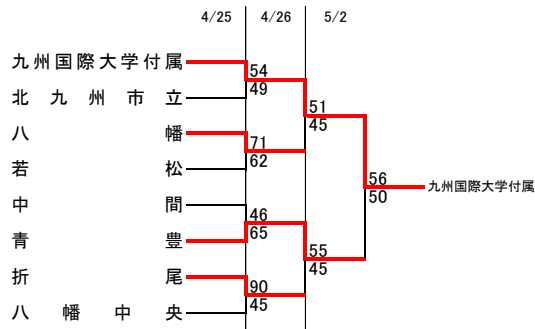 4/25 4/26 5/2
九州国際大学付属
54
49
北九州市立
51
45
八幡
71
62
若松
56
50
九州国際大学付属
中間
46
65
青豊
55
45
折尾
90
45
八幡中央